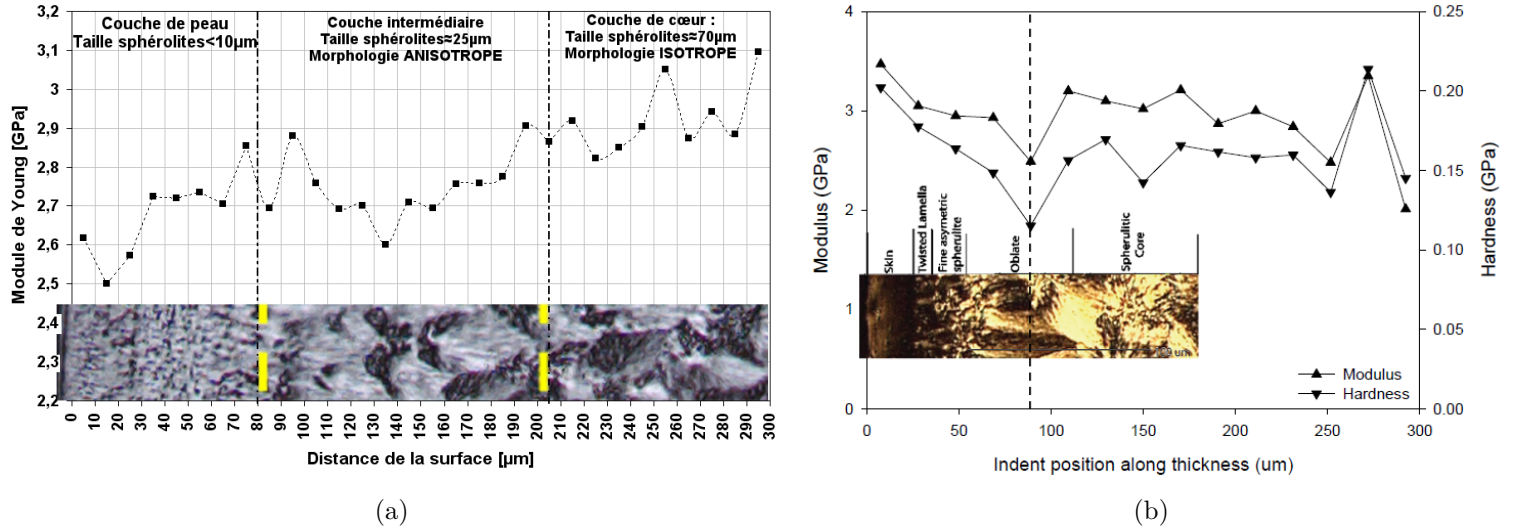 3,2
3,1
3
2,9
2,8
2,7
2,6
2,5
2,4
2,3
2,2
Module de Young [GPa]
Couche de peau
Taille sphérolites<10µm
Couche intermédiaire
Taille sphérolites≈25µm
Morphologie ANISOTROPE
Couche de cœur :
Taille sphérolites≈70µm
Morphologie ISOTROPE
0 10 20 30 40 50 60 70 80 90 100 110 120 130 140 150 160 170 180 190 200 210 220 230 240 250 260 270 280 290 300
Distance de la surface [µm]
(a)
4
3
2
1
0
Modulus (GPa)
Skin
Twisted Lamella
Fine asymetric
spherulite
Oblate
Spherulitic
Core
um
Modulus
Hardness
0.25
0.20
0.15
0.10
0.05
0.00
Hardness (GPa)
0 50 100 150 200 250 300
Indent position along thickness (um)
(b)